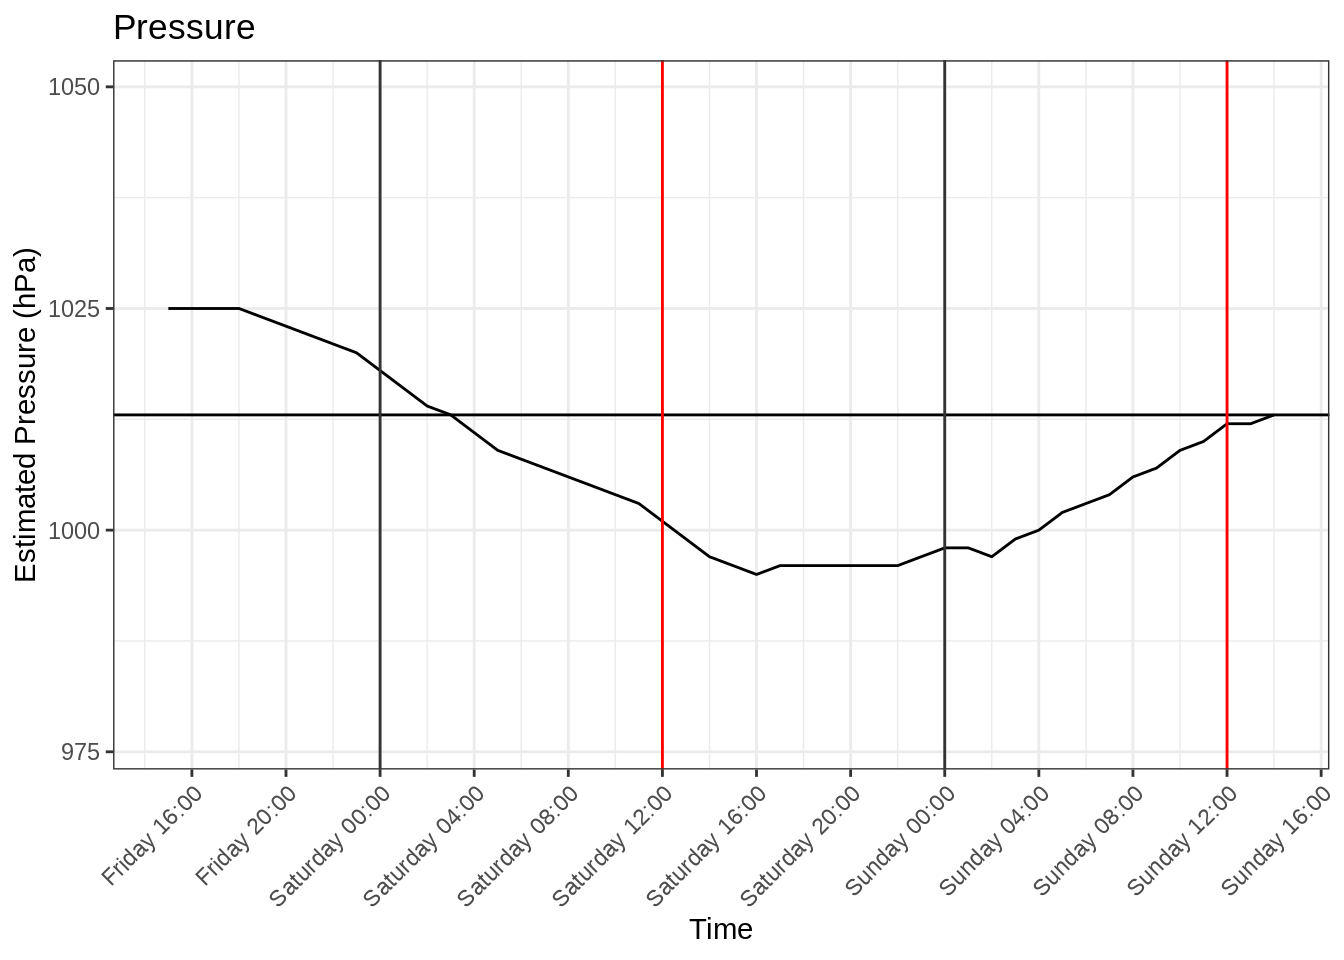 Pressure
Estimated Pressure (hPa)
1050
1025
1000
975
Friday 16:00
Friday 20:00
Saturday 00:00
Saturday 04:00
Saturday 08:00
Saturday 12:00
Saturday 16:00
Saturday 20:00
Sunday 00:00
Sunday 04:00
Sunday 08:00
Sunday 12:00
Sunday 16:00
Time